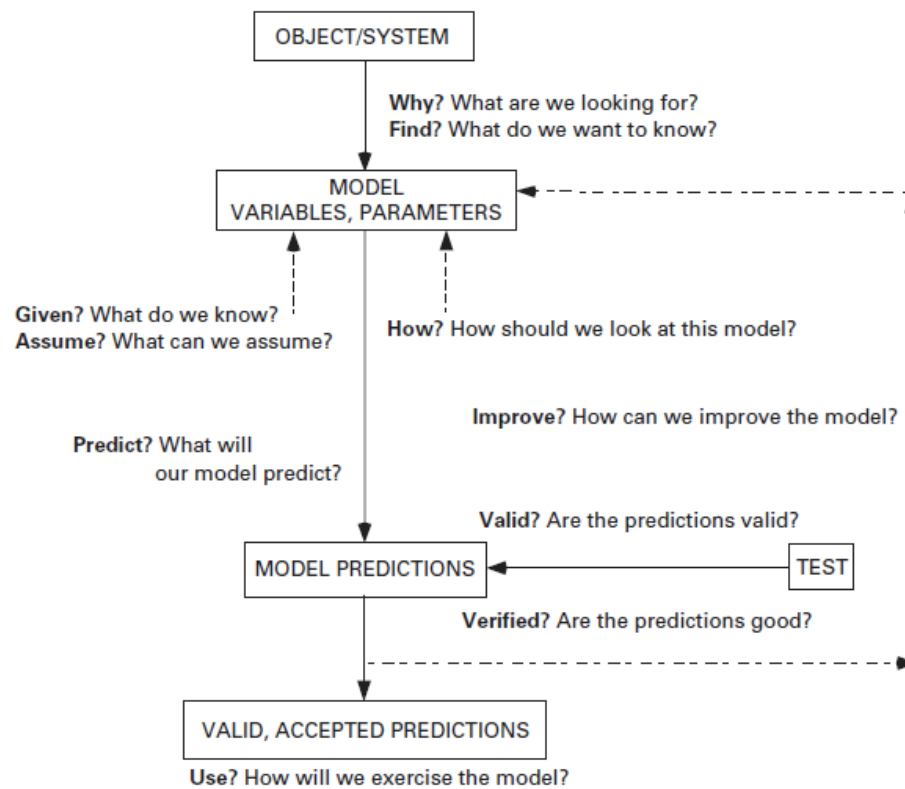 OBJECT/SYSTEM
Why? What are we looking for?
Find? What do we want to know?
MODEL
VARIABLES, PARAMETERS
Given? What do we know?
Assume? What can we assume?
How? How should we look at this model?
Improve? How can we improve the model?
Predict? What will
our model predict?
Valid? Are the predictions valid?
MODEL PREDICTIONS
TEST
Verified? Are the predictions good?
VALID, ACCEPTED PREDICTIONS
Use? How will we exercise the model?